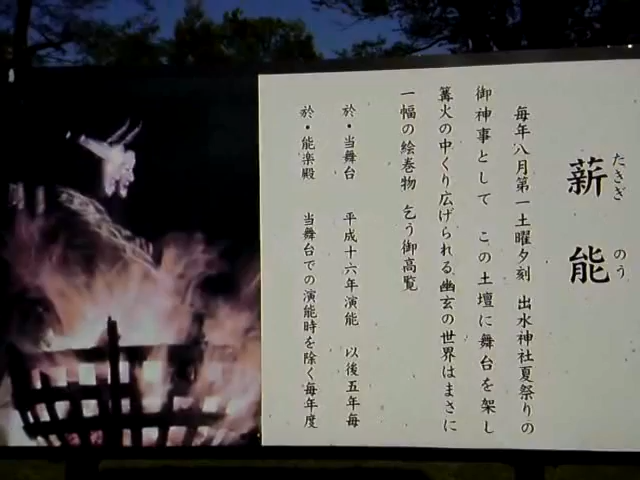 薪能
たきぎ のう
毎年八月第一土曜夕刻 出水神社夏祭りの
御神事として この土壇に舞台を架し
篝火の中くり広げられる幽玄の世界はまさに
一幅の絵巻物 乞う御高覧
於・当舞台 平成十六年演能 以後五年毎
於・能楽殿 当舞台での演能時を除く毎年度